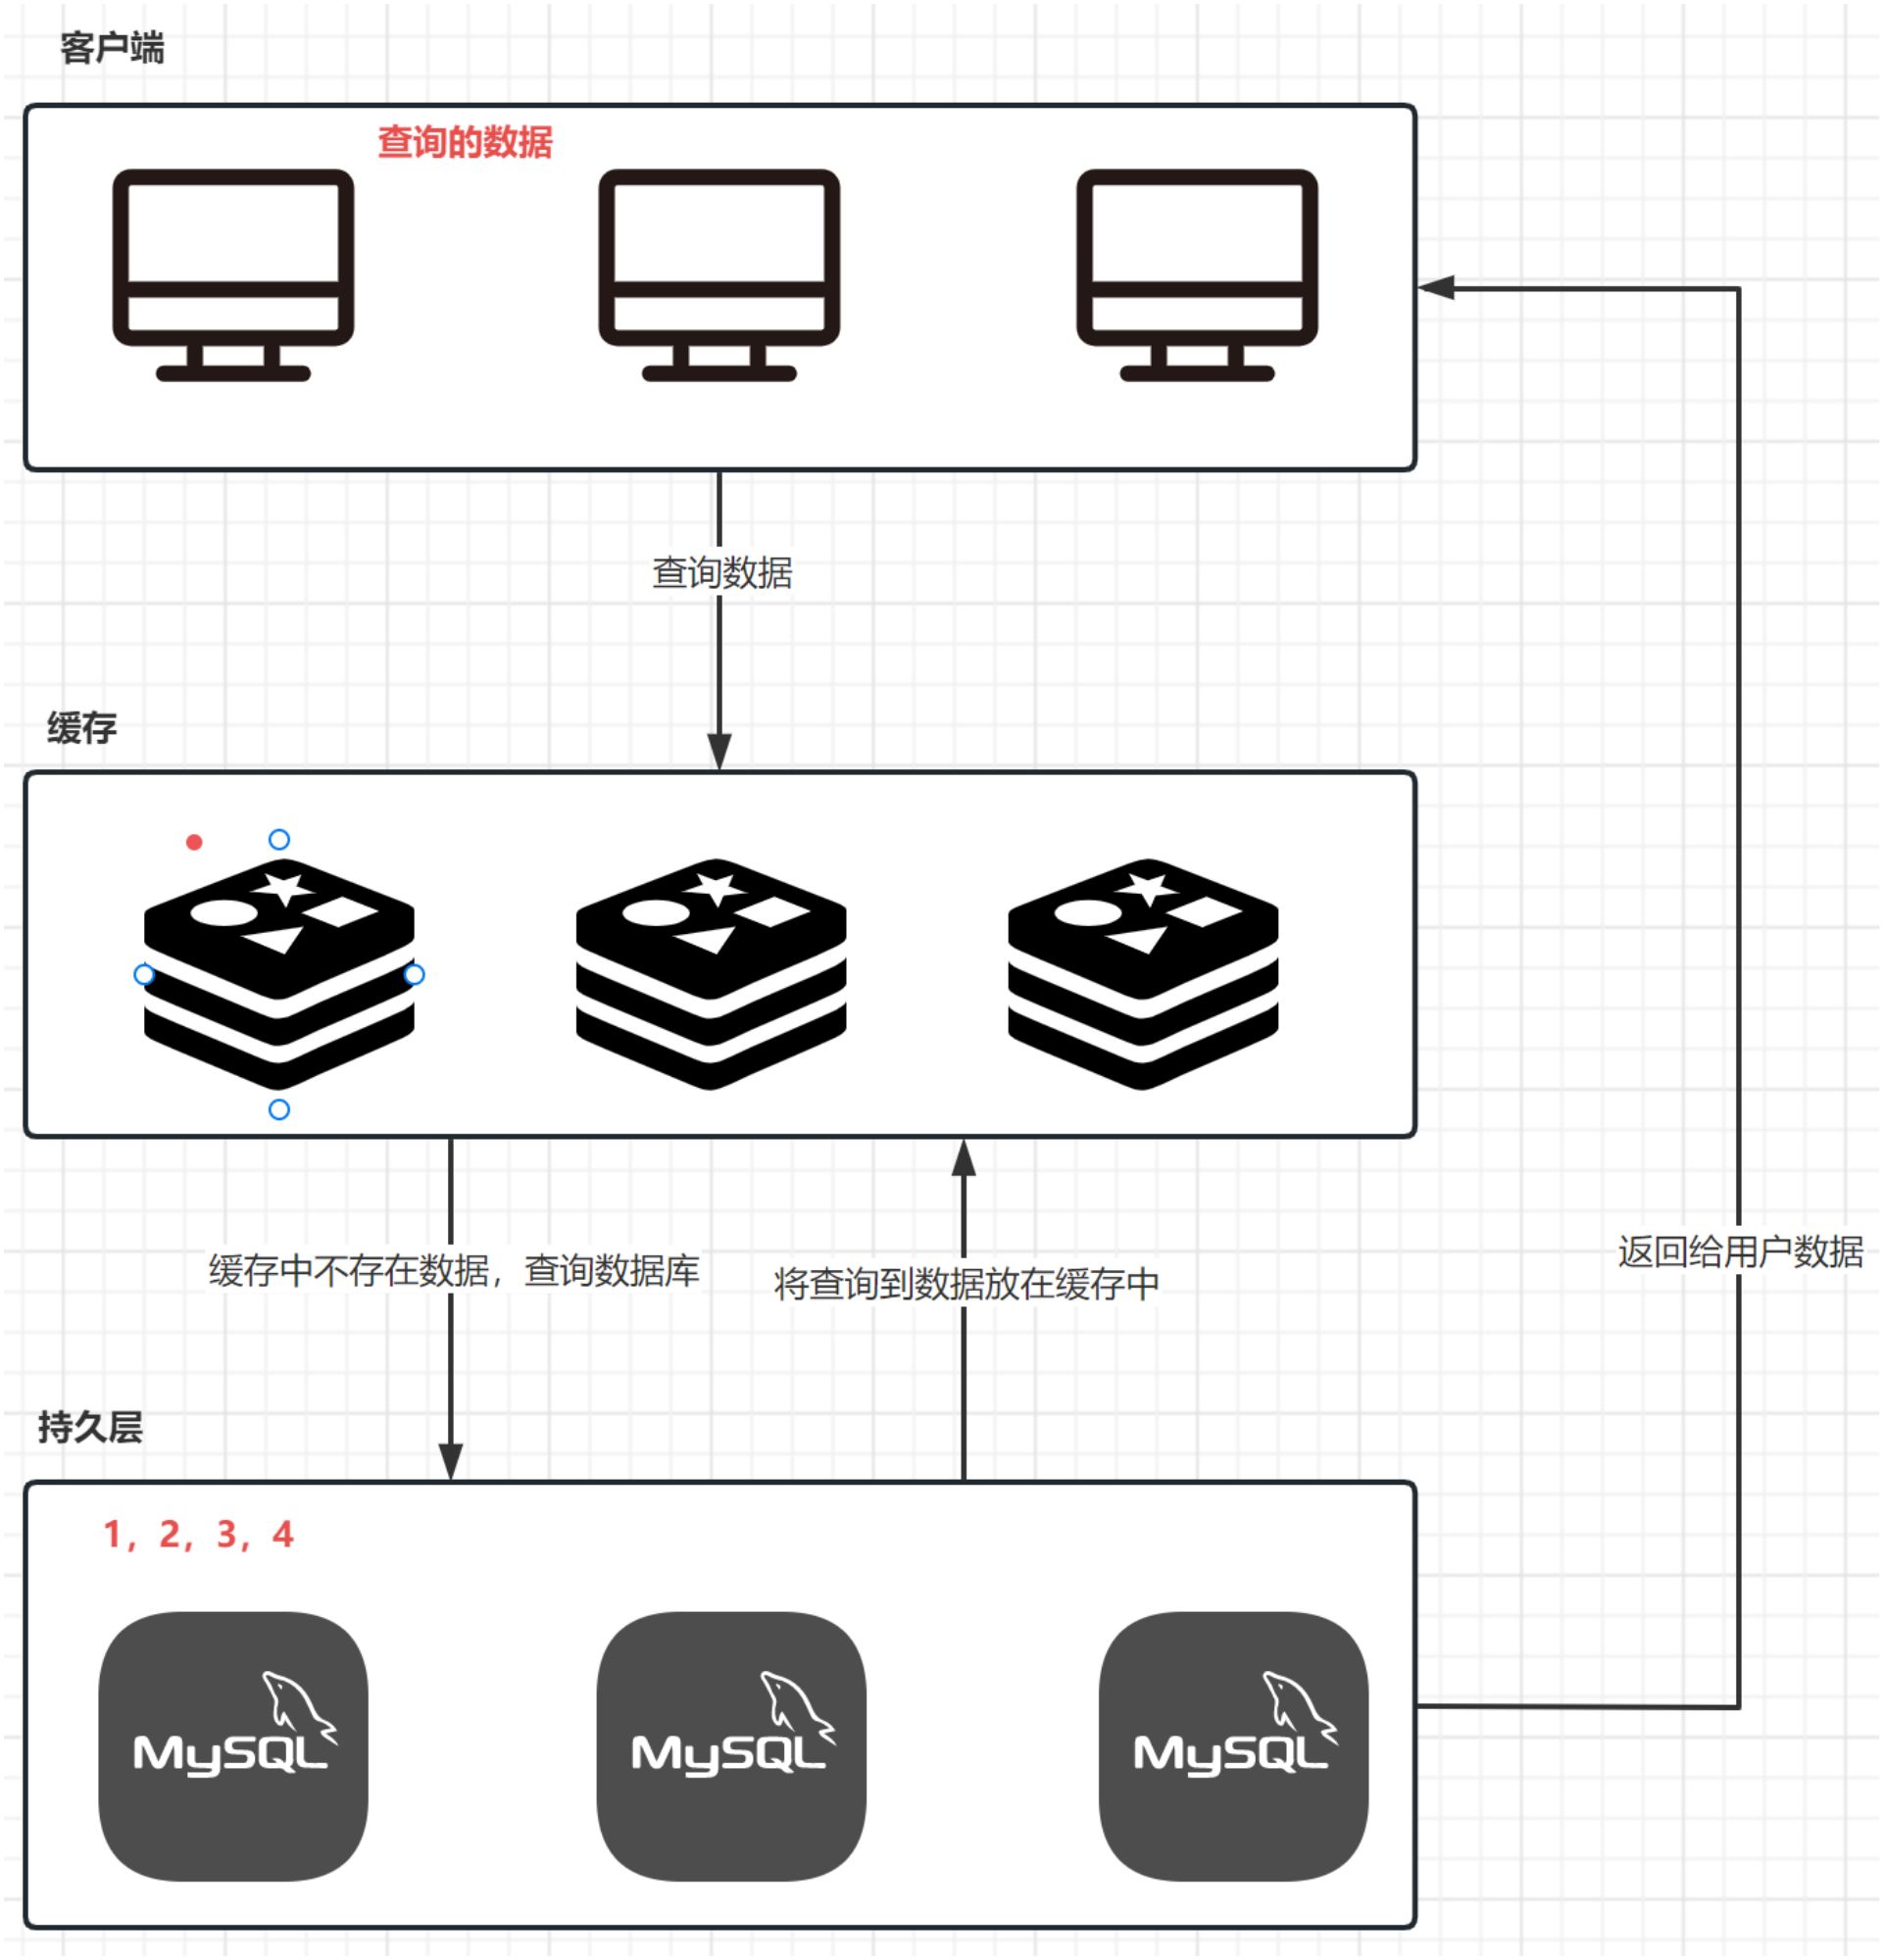 客户端
查询的数据
查询数据
缓存
缓存中不存在数据，查询数据库
将查询到数据放在缓存中
返回给用户数据
持久层
1，2，3，4
MySQL
MySQL
MySQL